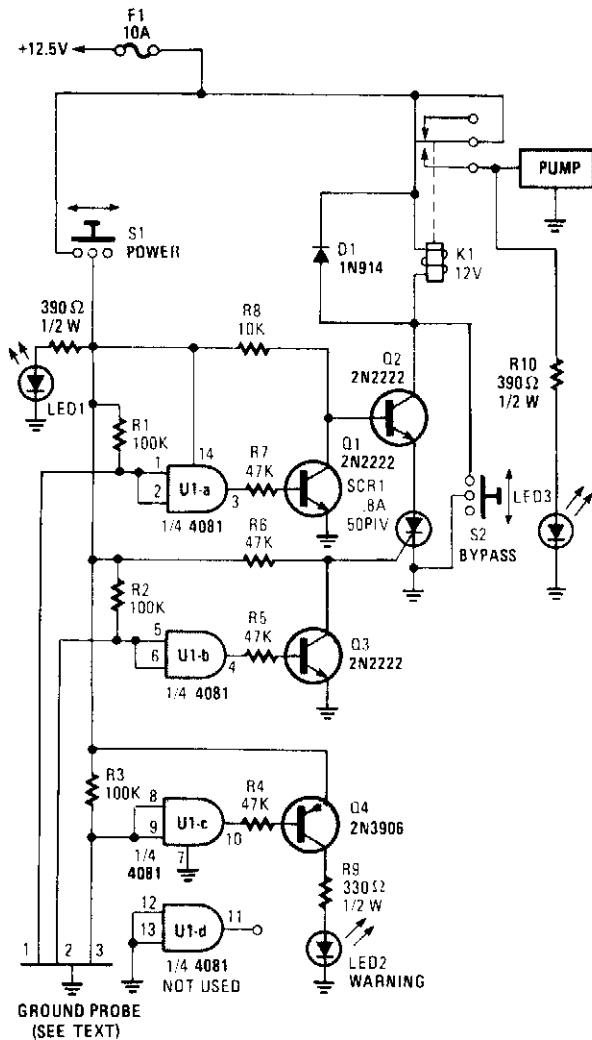 F1
10A
+12.5V
PUMP
S1
POWER
D1
1N914
K1
12V
390Ω
1/2 W
R8
10K
Q2
2N2222
R10
390Ω
1/2 W
LED1
R1
100K
14
1
2
U1-a
3
R7
47K
Q1
2N2222
SCR1
.8A
50PIV
LED3
S2
BYPASS
1/4 4081
R6
47K
R2
100K
5
6
U1-b
4
R5
47K
Q3
2N2222
1/4 4081
R3
100K
8
9
U1-c
10
7
R4
47K
Q4
2N3906
1/4
4081
R9
330Ω
1/2 W
12
13
U1-d
11
1/4 4081
NOT USED
LED2
WARNING
1
2
3
GROUND PROBE
(SEE TEXT)